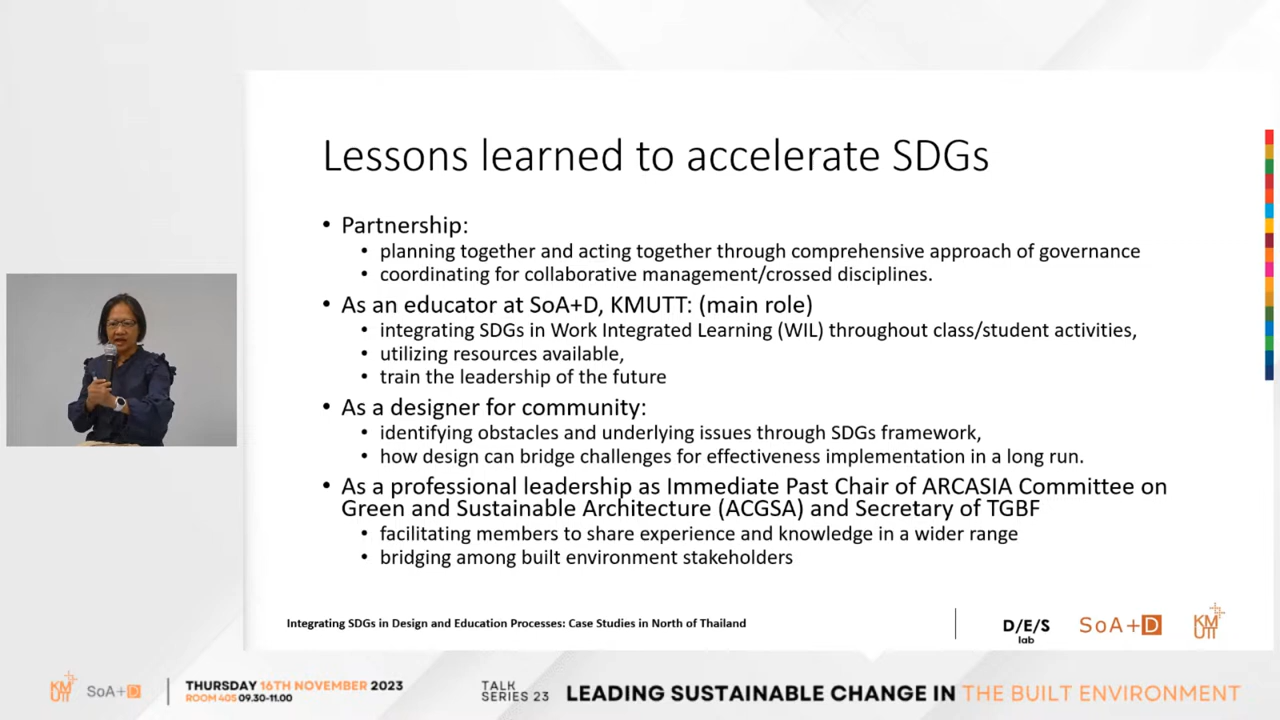 Lessons learned to accelerate SDGs
• Partnership:
• planning together and acting together through comprehensive approach of governance
• coordinating for collaborative management/crossed disciplines.
• As an educator at SoA+D, KMUTT: (main role)
• integrating SDGs in Work Integrated Learning (WIL) throughout class/student activities,
• utilizing resources available,
• train the leadership of the future
• As a designer for community:
• identifying obstacles and underlying issues through SDGs framework,
• how design can bridge challenges for effectiveness implementation in a long run.
• As a professional leadership as Immediate Past Chair of ARCASIA Committee on
Green and Sustainable Architecture (ACGSA) and Secretary of TGBF
• facilitating members to share experience and knowledge in a wider range
• bridging among built environment stakeholders
Integrating SDGs in Design and Education Processes: Case Studies in North of Thailand
D/E/S
lab
SoA+D
KM
UTT
KM
UTT
SoA+D
THURSDAY 16TH NOVEMBER 2023
ROOM 405 09.30-11.00
TALK
SERIES 23
LEADING SUSTAINABLE CHANGE IN THE BUILT ENVIRONMENT